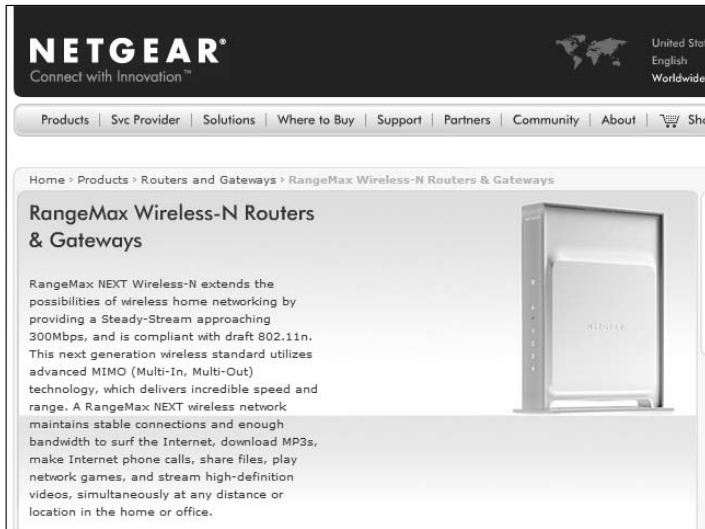 NETGEAR®
Connect with Innovation™
United Sta
English
Worldwide
Products | Svc Provider | Solutions | Where to Buy | Support | Partners | Community | About | Sho
Home > Products > Routers and Gateways > RangeMax Wireless-N Routers & Gateways
RangeMax Wireless-N Routers
& Gateways
RangeMax NEXT Wireless-N extends the
possibilities of wireless home networking by
providing a Steady-Stream approaching
300Mbps, and is compliant with draft 802.11n.
This next generation wireless standard utilizes
advanced MIMO (Multi-In, Multi-Out)
technology, which delivers incredible speed and
range. A RangeMax NEXT wireless network
maintains stable connections and enough
bandwidth to surf the Internet, download MP3s,
make Internet phone calls, share files, play
network games, and stream high-definition
videos, simultaneously at any distance or
location in the home or office.
NETGEAR